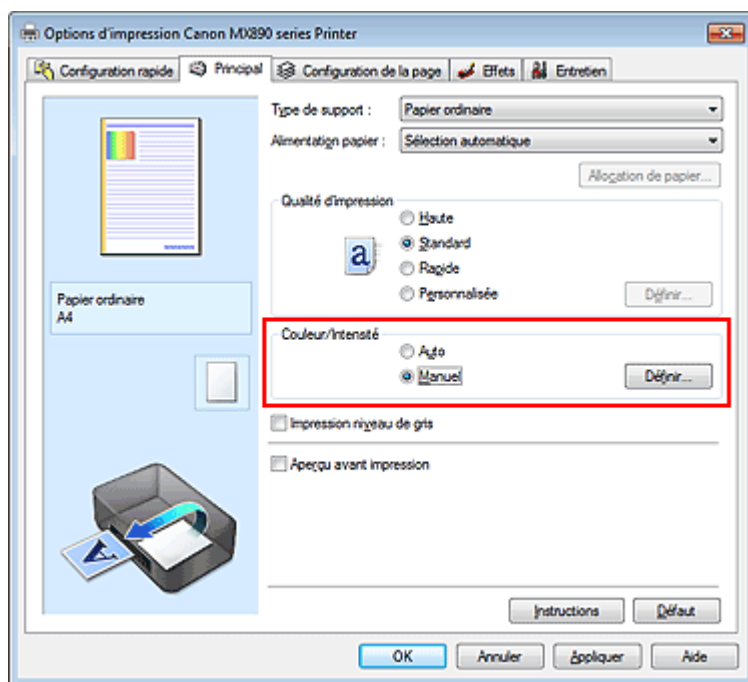 Options d'impression Canon MX890 series Printer
Configuration rapide Principal Configuration de la page Effets Entretien
Type de support : Papier ordinaire
Alimentation papier : Sélection automatique
Allocation de papier...
Qualité d'impression
Haute
a Standard
Rapide
Personnalisée Définir...
Papier ordinaire
A4
Couleur/Intensité
Auto
Manuel Définir...
Impression niveau de gris
Aperçu avant impression
A
Instructions Défaut
OK Annuler Appliquer Aide